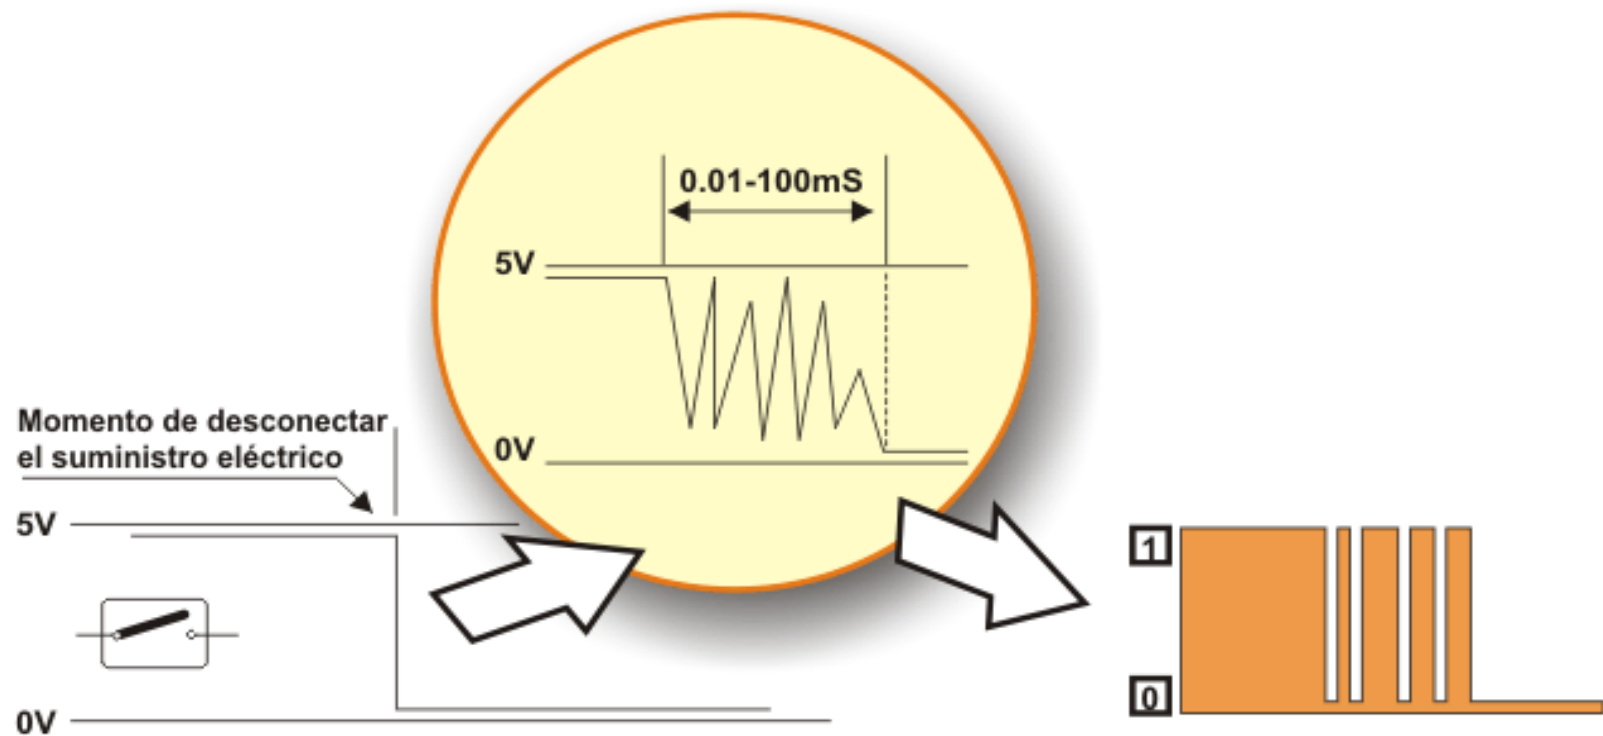 0.01-100mS
5V
0V
Momento de desconectar
el suministro eléctrico
5V
0V
1
0